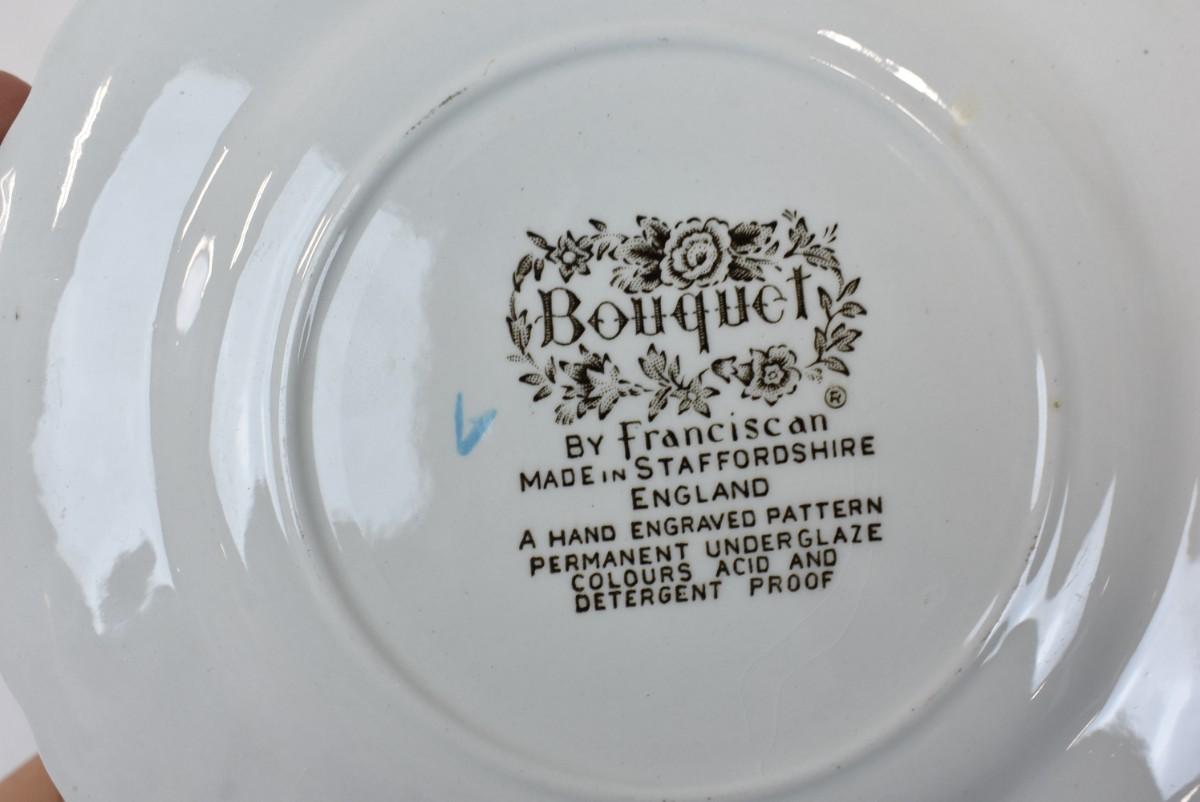 Bouquet
®
BY Franciscan
MADE IN STAFFORDSHIRE
ENGLAND
A HAND ENGRAVED PATTERN
PERMANENT UNDERGLAZE
COLOURS ACID AND
DETERGENT PROOF